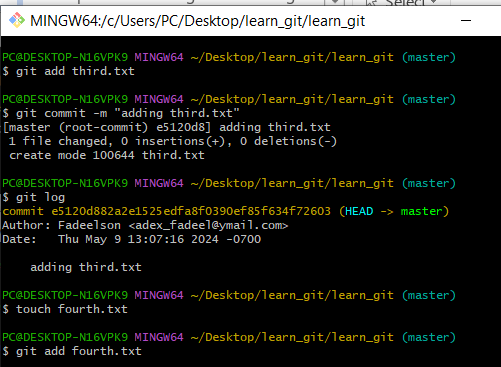 Select
MINGW64:/c/Users/PC/Desktop/learn_git/learn_git
PC@DESKTOP-N16VPK9 MINGW64 ~/Desktop/learn_git/learn_git (master)
$ git add third.txt
PC@DESKTOP-N16VPK9 MINGW64 ~/Desktop/learn_git/learn_git (master)
$ git commit -m "adding third.txt"
[master (root-commit) e5120d8] adding third.txt
 1 file changed, 0 insertions(+), 0 deletions(-)
 create mode 100644 third.txt
PC@DESKTOP-N16VPK9 MINGW64 ~/Desktop/learn_git/learn_git (master)
$ git log
commit e5120d882a2e1525edfa8f0390ef85f634f72603 (HEAD -> master)
Author: Fadeelson <adex_fadeel@ymail.com>
Date:   Thu May 9 13:07:16 2024 -0700
    adding third.txt
PC@DESKTOP-N16VPK9 MINGW64 ~/Desktop/learn_git/learn_git (master)
$ touch fourth.txt
PC@DESKTOP-N16VPK9 MINGW64 ~/Desktop/learn_git/learn_git (master)
$ git add fourth.txt